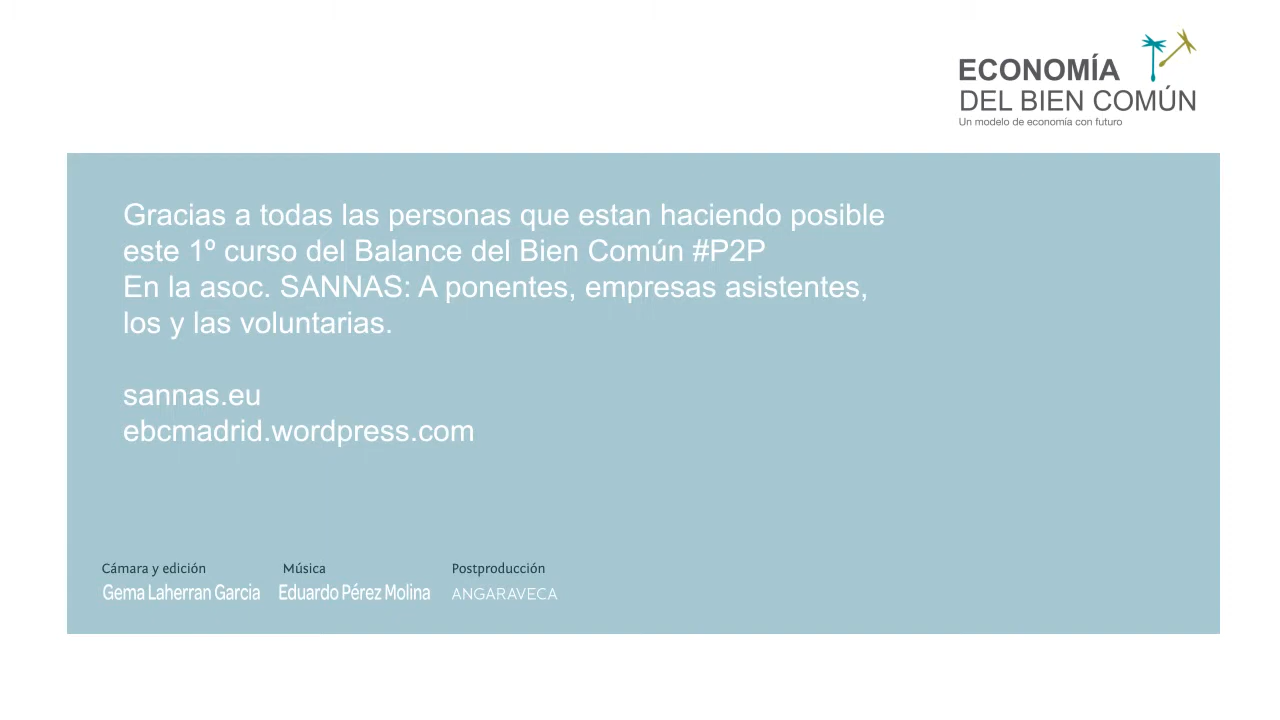 ECONOMÍA
DEL BIEN COMÚN
Un modelo de economía con futuro
Gracias a todas las personas que estan haciendo posible
este 1º curso del Balance del Bien Común #P2P
En la asoc. SANNAS: A ponentes, empresas asistentes,
los y las voluntarias.
sannas.eu
ebcmadrid.wordpress.com
Cámara y edición Música Postproducción
Gema Laherran Garcia Eduardo Pérez Molina ANGARAVECA